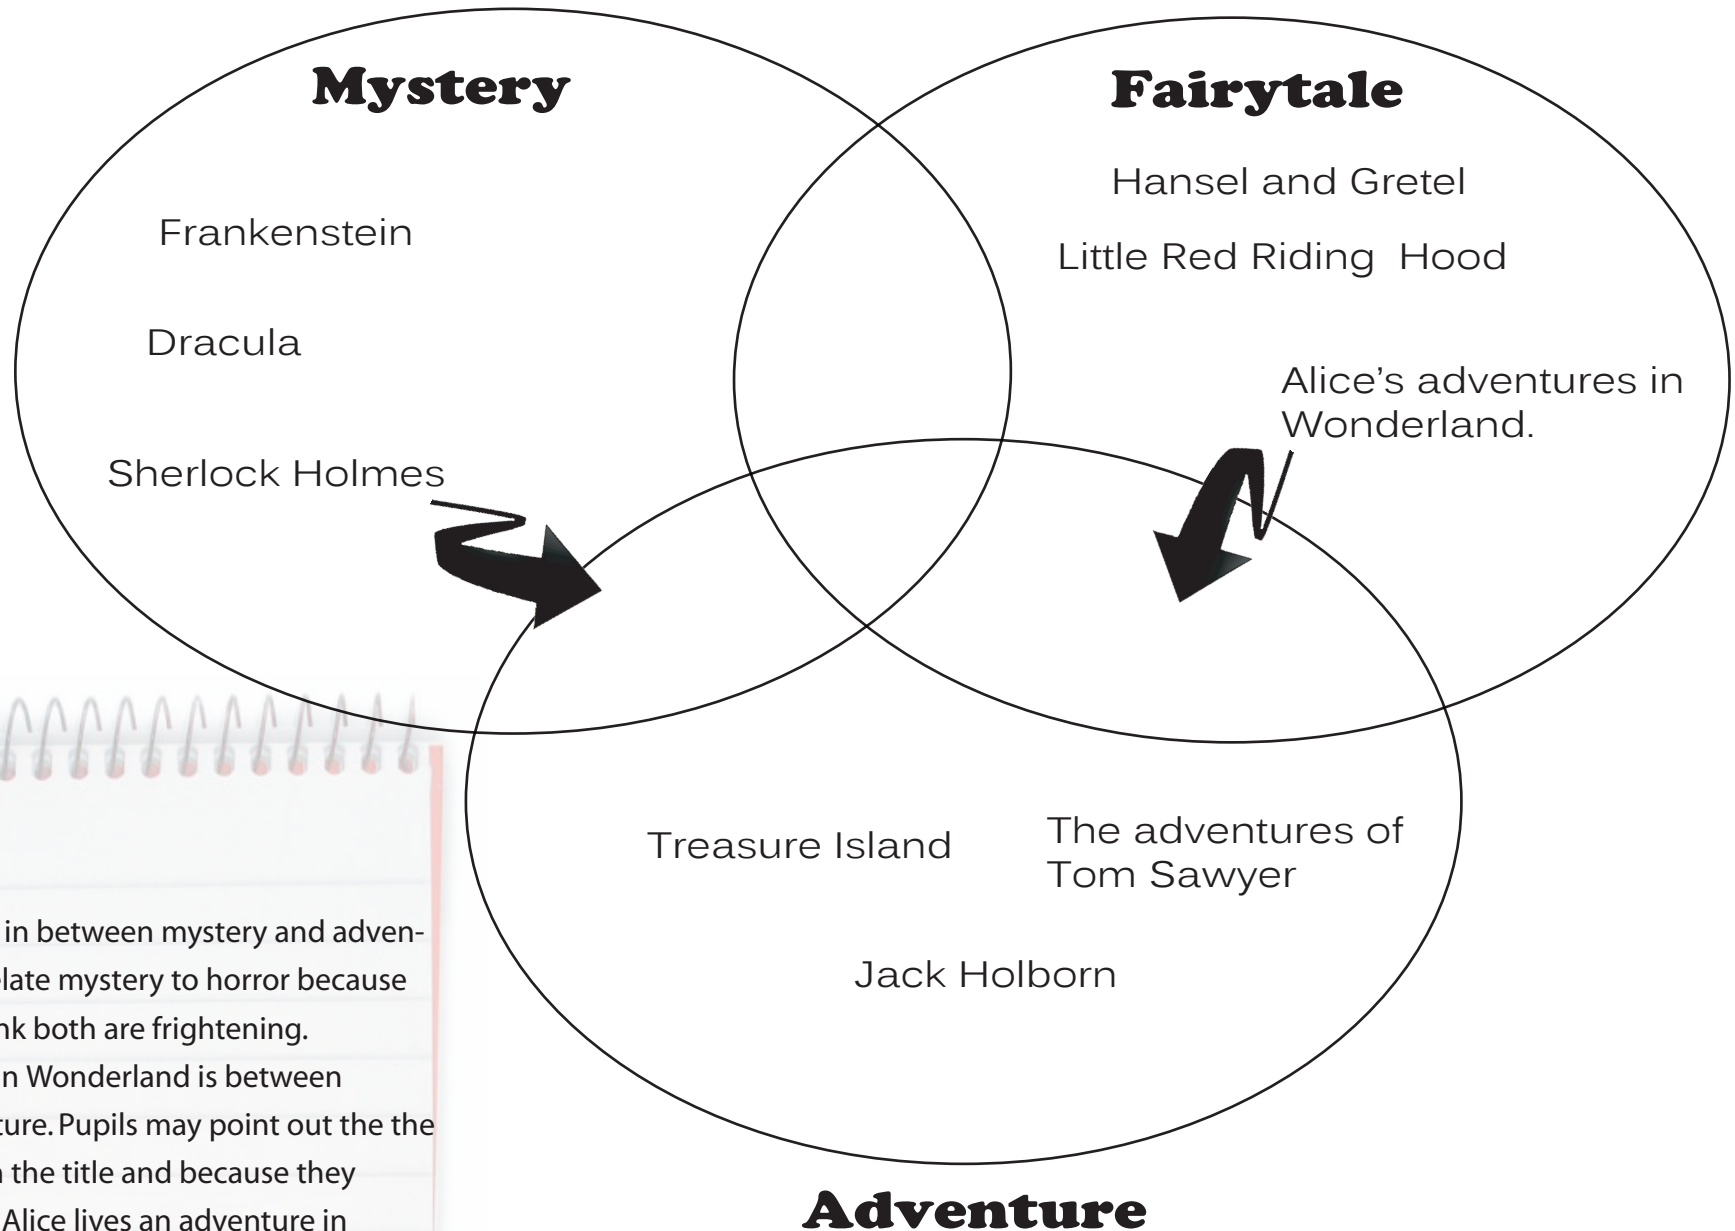 Mystery
Fairytale
Hansel and Gretel
Frankenstein
Little Red Riding Hood
Dracula
Alice’s adventures in
Wonderland.
Sherlock Holmes
Treasure Island
The adventures of
Tom Sawyer
Jack Holborn
Adventure
in between mystery and adven-
late mystery to horror because
nk both are frightening.
n Wonderland is between
ture. Pupils may point out the the
the title and because they
Alice lives an adventure in